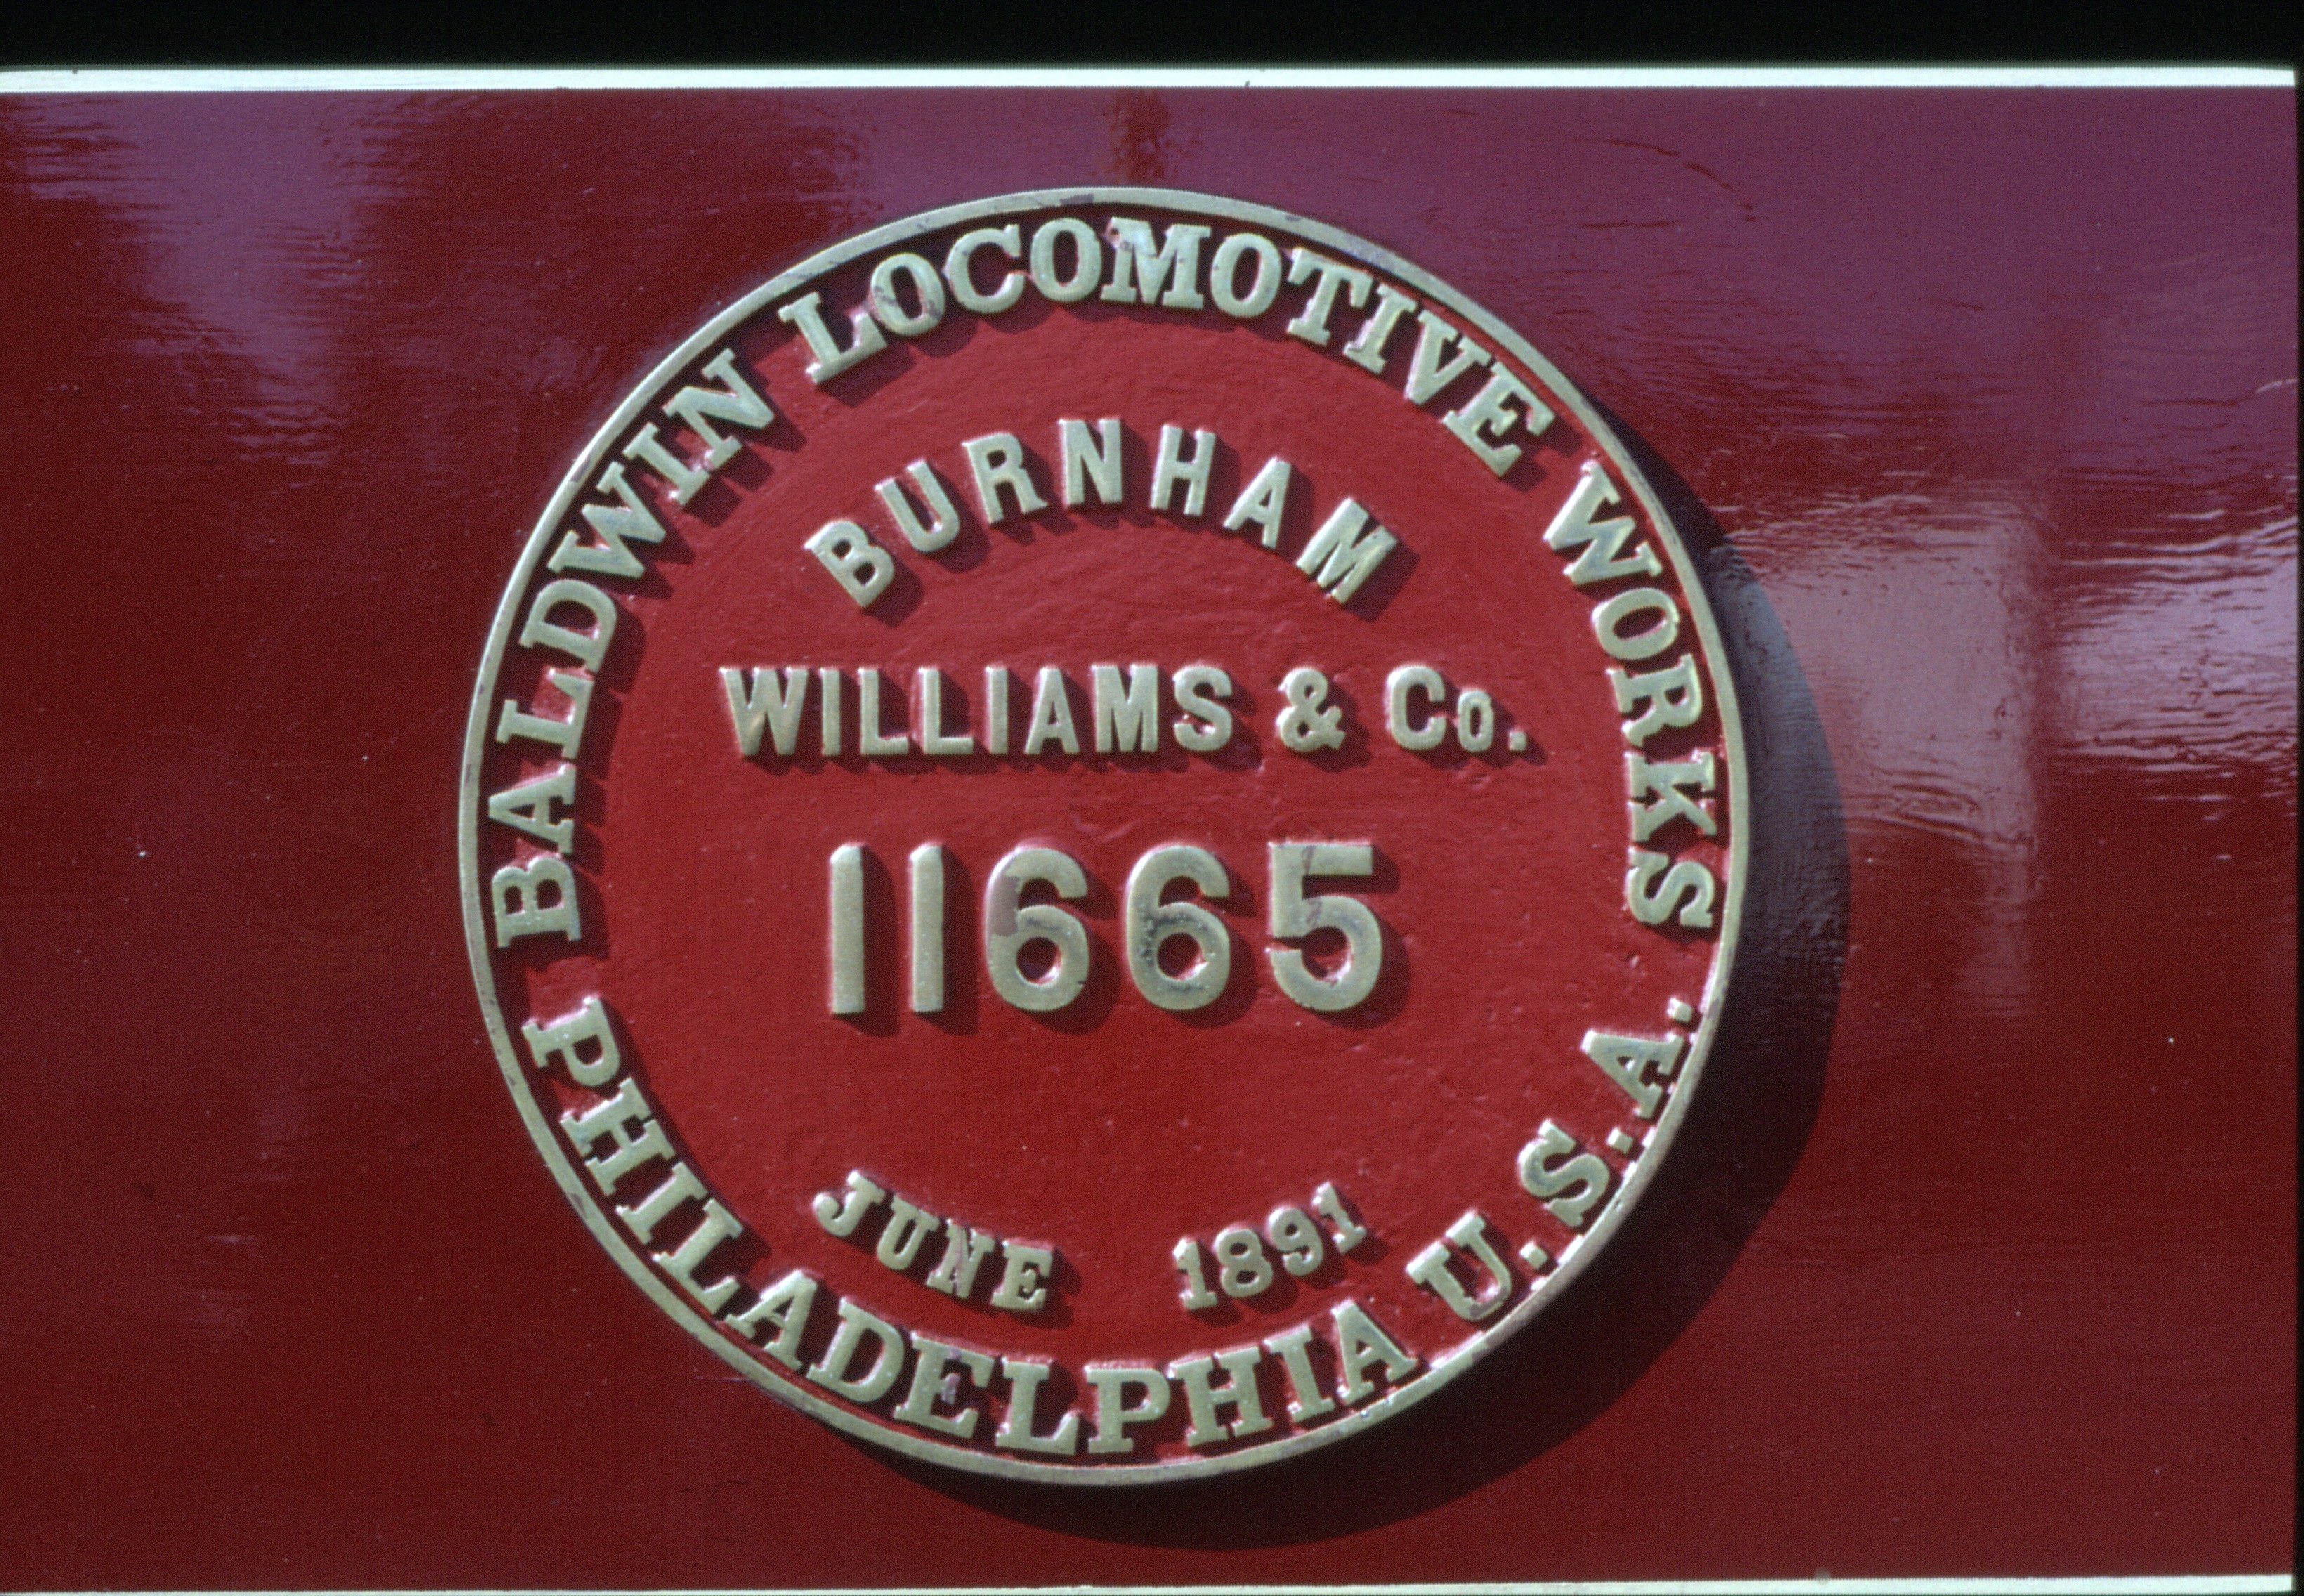 BALDWIN LOCOMOTIVE WORKS.
BURNHAM
WILLIAMS & Co.
11665
JUNE 1891
PHILADELPHIA U.S.A.